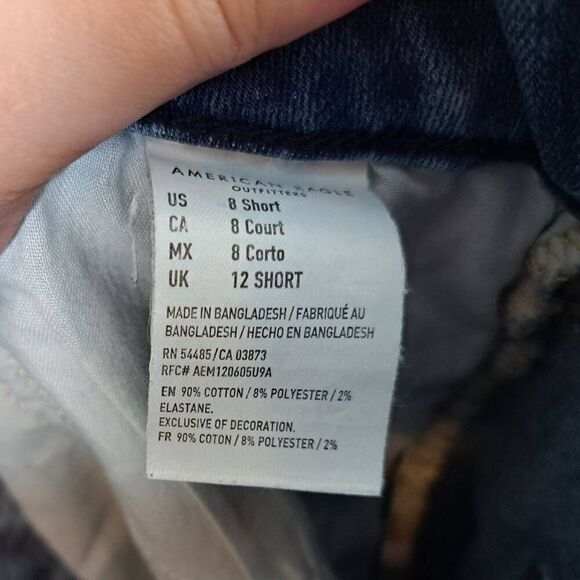 AMERICAN EAGLE
OUTFITTERS
US 8 Short
CA 8 Court
MX 8 Corto
UK 12 SHORT
MADE IN BANGLADESH / FABRIQUÉ AU
BANGLADESH / HECHO EN BANGLADESH
RN 54485 / CA 03873
RFC# AEM120605U9A
EN 90% COTTON / 8% POLYESTER / 2%
ELASTANE.
EXCLUSIVE OF DECORATION.
FR 90% COTON / 8% POLYESTER / 2%